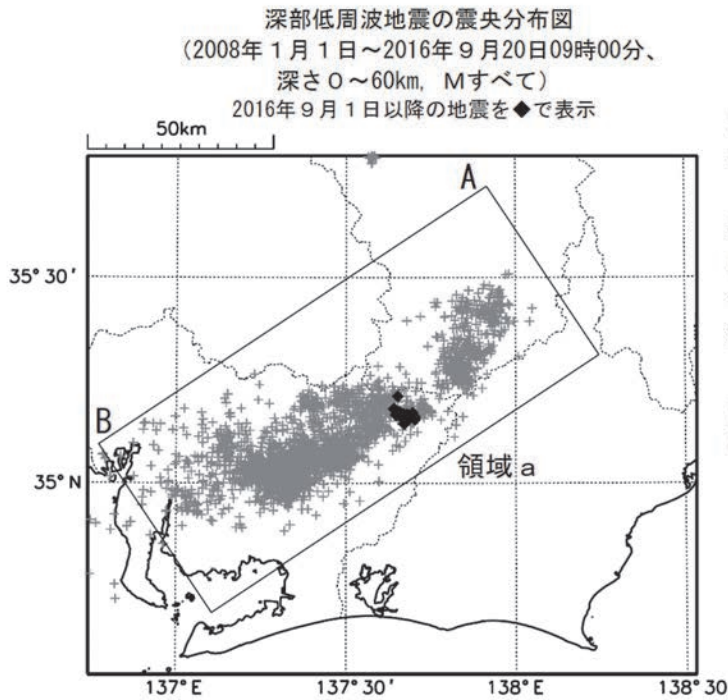 深部低周波地震の震央分布図
(2008年1月1日~2016年9月20日09時00分、
深さ0~60km, Mすべて)
2016年9月1日以降の地震を◆で表示
50km
A
35°30′
B
領域a
35°N
137°E
137°30′
138°E
138°30